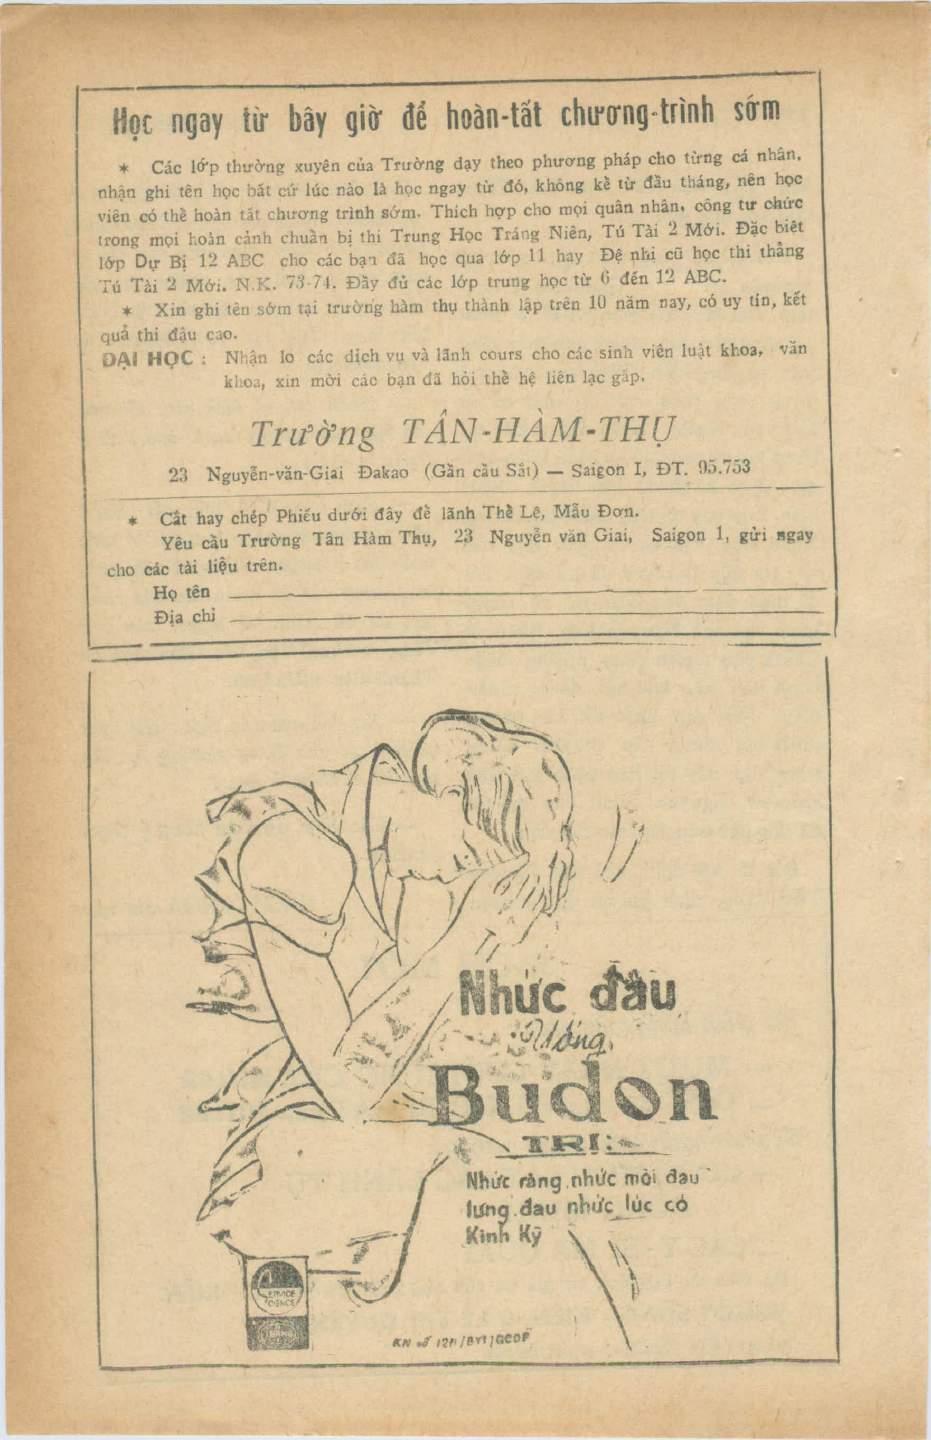 Học ngay từ bây giờ để hoàn-tất chương-trình sớm
* Các lớp thường xuyên của Trường dạy theo phương pháp cho từng cá nhân,
nhận ghi tên học bất cứ lúc nào là học ngay từ đó, không kể từ đầu tháng, nên học
viên có thể hoàn tất chương trình sớm. Thích hợp cho mọi quân nhân, công tư chức
trong mọi hoàn cảnh chuẩn bị thi Trung Học Tráng Niên, Tú Tài 2 Mới. Đặc biệt
lớp Dự Bị 12 ABC cho các bạn đã học qua lớp 11 hay Đệ nhị cũ học thi thẳng
Tú Tài 2 Mới. N.K. 73-74. Đầy đủ các lớp trung học từ 6 đến 12 ABC.
* Xin ghi tên sớm tại trường hàm thụ thành lập trên 10 năm nay, có uy tín, kết
quả thi đậu cao.
ĐẠI HỌC : Nhận lo các dịch vụ và lãnh cours cho các sinh viên luật khoa, văn
khoa, xin mời các bạn đã hỏi thể hệ liên lạc gấp.
Trường TÂN-HÀM-THỤ
23 Nguyễn-văn-Giai Đakao (Gần cầu Sắt) — Saigon I, ĐT. 95.753
* Cắt hay chép Phiếu dưới đây để lãnh Thể Lệ, Mẫu Đơn.
Yêu cầu Trường Tân Hàm Thụ, 23 Nguyễn văn Giai, Saigon 1, gửi ngay
cho các tài liệu trên.
Họ tên
Địa chỉ
Nhức đầu
Uống
Budon
TRỊ:
Nhức răng nhức mỏi đau
lưng đau nhức lúc có
Kinh Kỳ
KN số